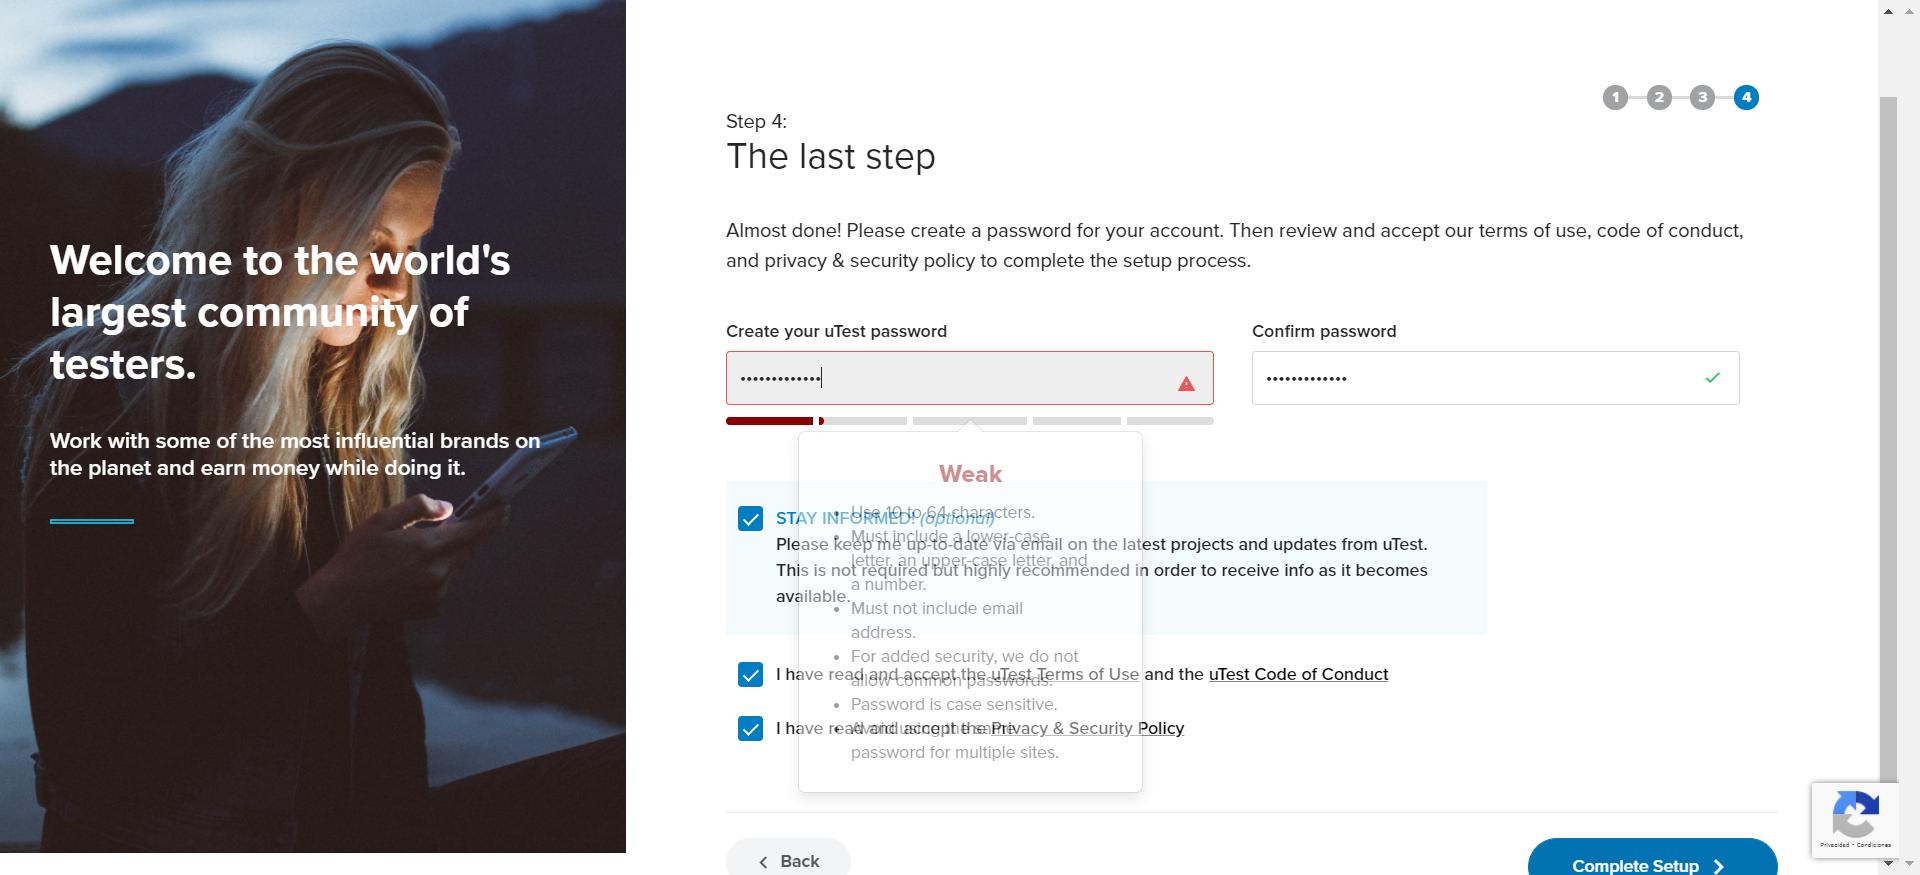 Welcome to the world's
largest community of
testers.
Work with some of the most influential brands on
the planet and earn money while doing it.
1 2 3 4
Step 4:
The last step
Almost done! Please create a password for your account. Then review and accept our terms of use, code of conduct,
and privacy & security policy to complete the setup process.
Create your uTest password
•••••••••••••
Confirm password
•••••••••••••
Weak
• Use 10 to 64 characters.
• Must include a lower-case
letter, an upper-case letter, and
a number.
• Must not include email
address.
• For added security, we do not
allow common passwords.
• Password is case sensitive.
• Avoid using the same
password for multiple sites.
STAY INFORMED! (optional)
Please keep me up-to-date via email on the latest projects and updates from uTest.
This is not required but highly recommended in order to receive info as it becomes
available.
I have read and accept the uTest Terms of Use and the uTest Code of Conduct
I have read and accept the Privacy & Security Policy
Back
Complete Setup
Privacidad - Condiciones